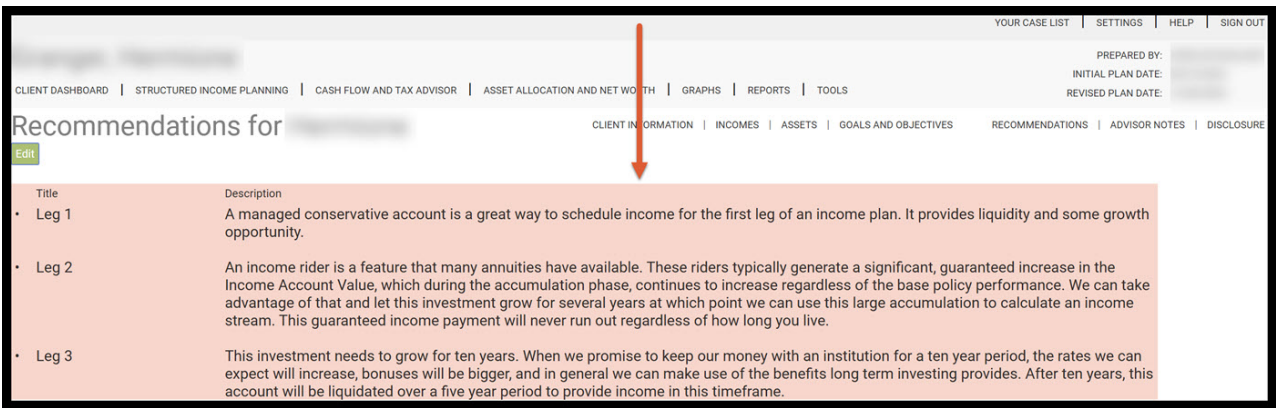 YOUR CASE LIST | SETTINGS | HELP | SIGN OUT
PREPARED BY:
INITIAL PLAN DATE:
REVISED PLAN DATE:
CLIENT DASHBOARD | STRUCTURED INCOME PLANNING | CASH FLOW AND TAX ADVISOR | ASSET ALLOCATION AND NET WORTH | GRAPHS | REPORTS | TOOLS
Recommendations for
CLIENT INFORMATION | INCOMES | ASSETS | GOALS AND OBJECTIVES RECOMMENDATIONS | ADVISOR NOTES | DISCLOSURE
Edit
Title Description
• Leg 1 A managed conservative account is a great way to schedule income for the first leg of an income plan. It provides liquidity and some growth
opportunity.
• Leg 2 An income rider is a feature that many annuities have available. These riders typically generate a significant, guaranteed increase in the
Income Account Value, which during the accumulation phase, continues to increase regardless of the base policy performance. We can take
advantage of that and let this investment grow for several years at which point we can use this large accumulation to calculate an income
stream. This guaranteed income payment will never run out regardless of how long you live.
• Leg 3 This investment needs to grow for ten years. When we promise to keep our money with an institution for a ten year period, the rates we can
expect will increase, bonuses will be bigger, and in general we can make use of the benefits long term investing provides. After ten years, this
account will be liquidated over a five year period to provide income in this timeframe.